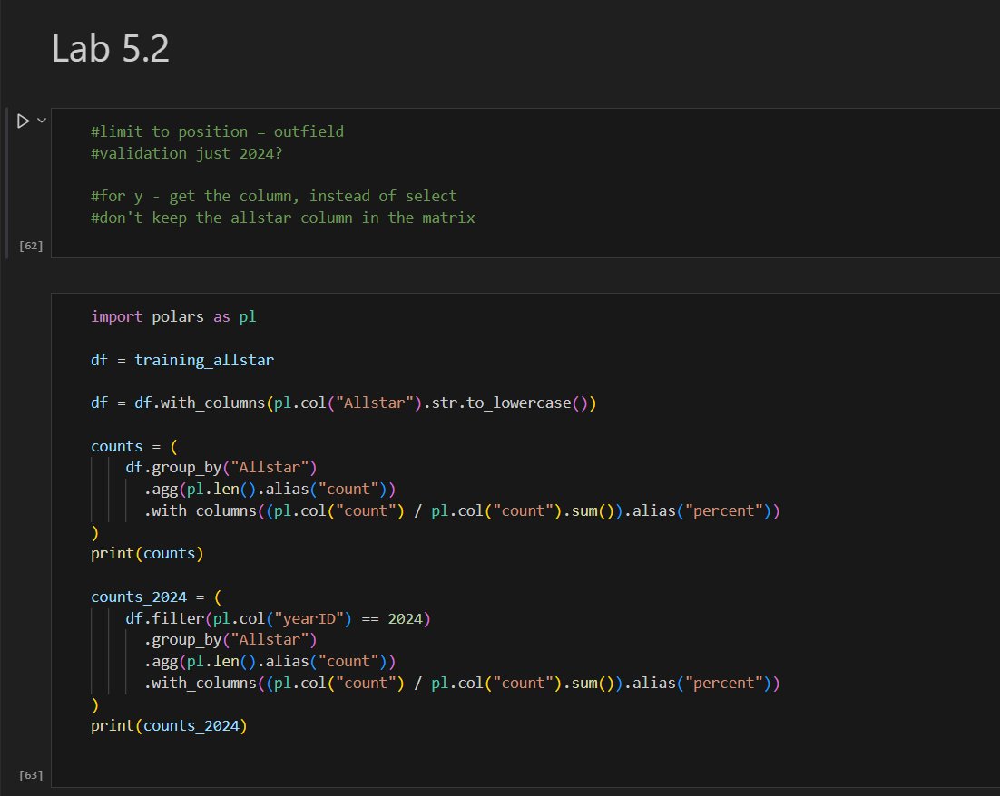 Lab 5.2
#limit to position = outfield
#validation just 2024?
#for y - get the column, instead of select
#don't keep the allstar column in the matrix
[62]
import polars as pl
df = training_allstar
df = df.with_columns(pl.col("Allstar").str.to_lowercase())
counts = (
    df.group_by("Allstar")
      .agg(pl.len().alias("count"))
      .with_columns((pl.col("count") / pl.col("count").sum()).alias("percent"))
)
print(counts)
counts_2024 = (
    df.filter(pl.col("yearID") == 2024)
      .group_by("Allstar")
      .agg(pl.len().alias("count"))
      .with_columns((pl.col("count") / pl.col("count").sum()).alias("percent"))
)
print(counts_2024)
[63]